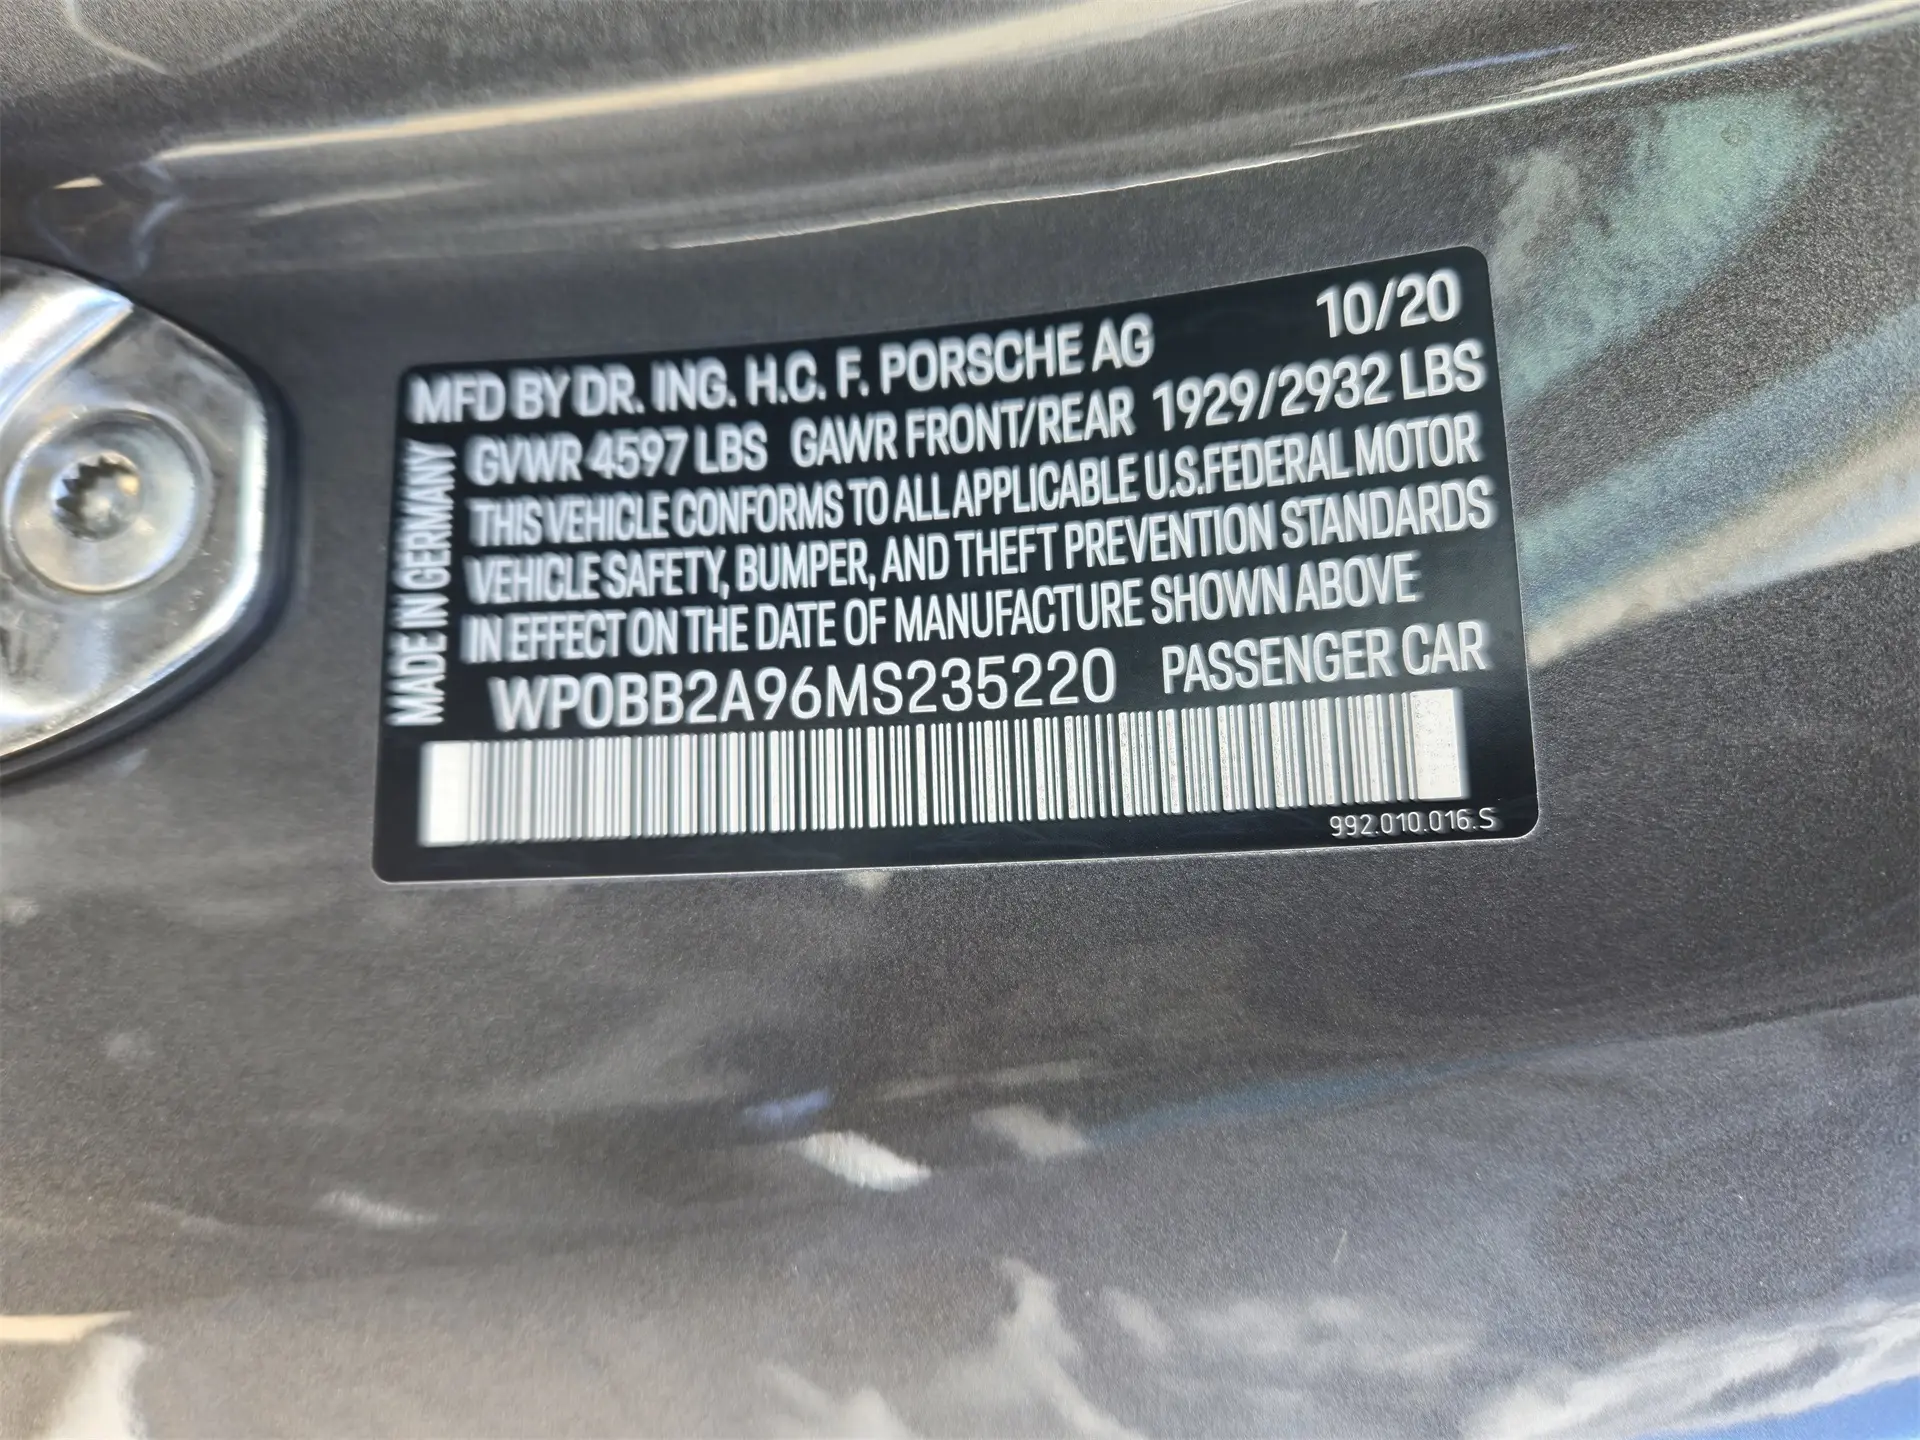 MFD BY DR. ING. H.C. F. PORSCHE AG 10/20
GVWR 4597 LBS GAWR FRONT/REAR 1929/2932 LBS
THIS VEHICLE CONFORMS TO ALL APPLICABLE U.S.FEDERAL MOTOR
VEHICLE SAFETY, BUMPER, AND THEFT PREVENTION STANDARDS
IN EFFECT ON THE DATE OF MANUFACTURE SHOWN ABOVE
WP0BB2A96MS235220 PASSENGER CAR
MADE IN GERMANY
992.010.016.S